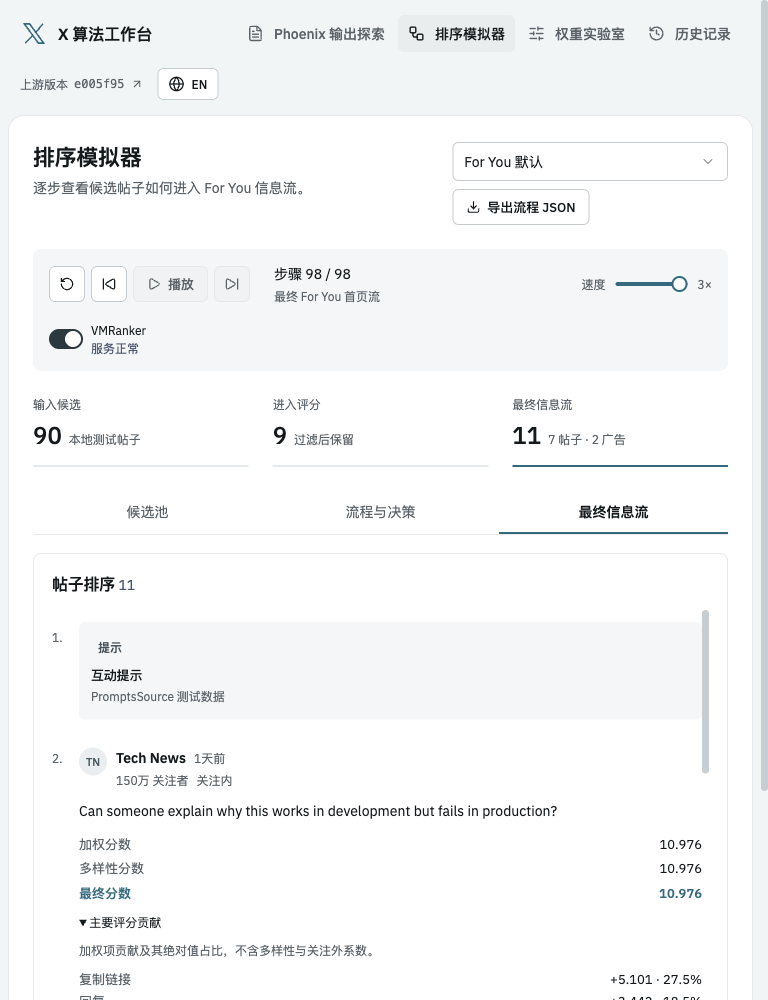 X 算法工作台
Phoenix 输出探索
排序模拟器
权重实验室
历史记录
上游版本 e005f95
EN
排序模拟器
逐步查看候选帖子如何进入 For You 信息流。
For You 默认
导出流程 JSON
播放
步骤 98 / 98
最终 For You 首页流
速度
3×
VMRanker
服务正常
输入候选
90 本地测试帖子
进入评分
9 过滤后保留
最终信息流
11 7 帖子 · 2 广告
候选池
流程与决策
最终信息流
帖子排序 11
1.
提示
互动提示
PromptsSource 测试数据
2.
TN
Tech News 1天前
150万 关注者 关注内
Can someone explain why this works in development but fails in production?
加权分数 10.976
多样性分数 10.976
最终分数 10.976
▾ 主要评分贡献
加权项贡献及其绝对值占比，不含多样性与关注外系数。
复制链接 +5.101 · 27.5%